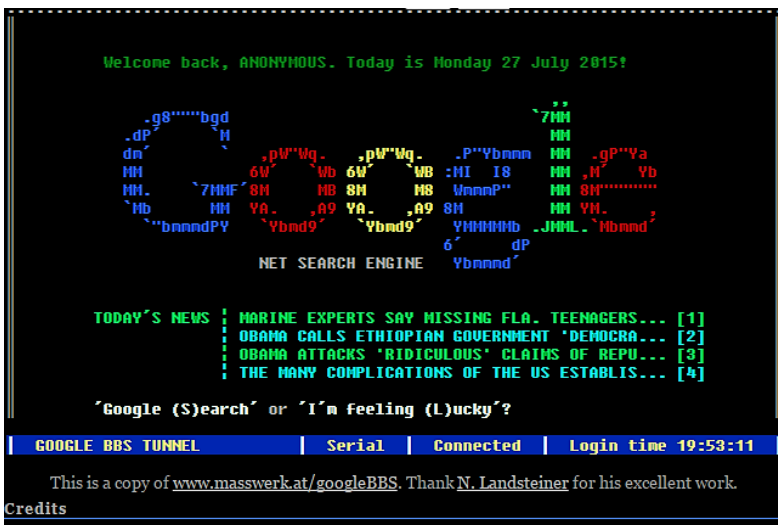 Welcome back, ANONYMOUS. Today is Monday 27 July 2015!
Google
NET SEARCH ENGINE
TODAY´S NEWS ¦ MARINE EXPERTS SAY MISSING FLA. TEENAGERS... [1]
¦ OBAMA CALLS ETHIOPIAN GOVERNMENT 'DEMOCRA... [2]
¦ OBAMA ATTACKS 'RIDICULOUS' CLAIMS OF REPU... [3]
¦ THE MANY COMPLICATIONS OF THE US ESTABLIS... [4]
´Google (S)earch´ or ´I´m feeling (L)ucky´?
GOOGLE BBS TUNNEL | Serial | Connected | Login time 19:53:11
This is a copy of www.masswerk.at/googleBBS. Thank N. Landsteiner for his excellent work.
Credits